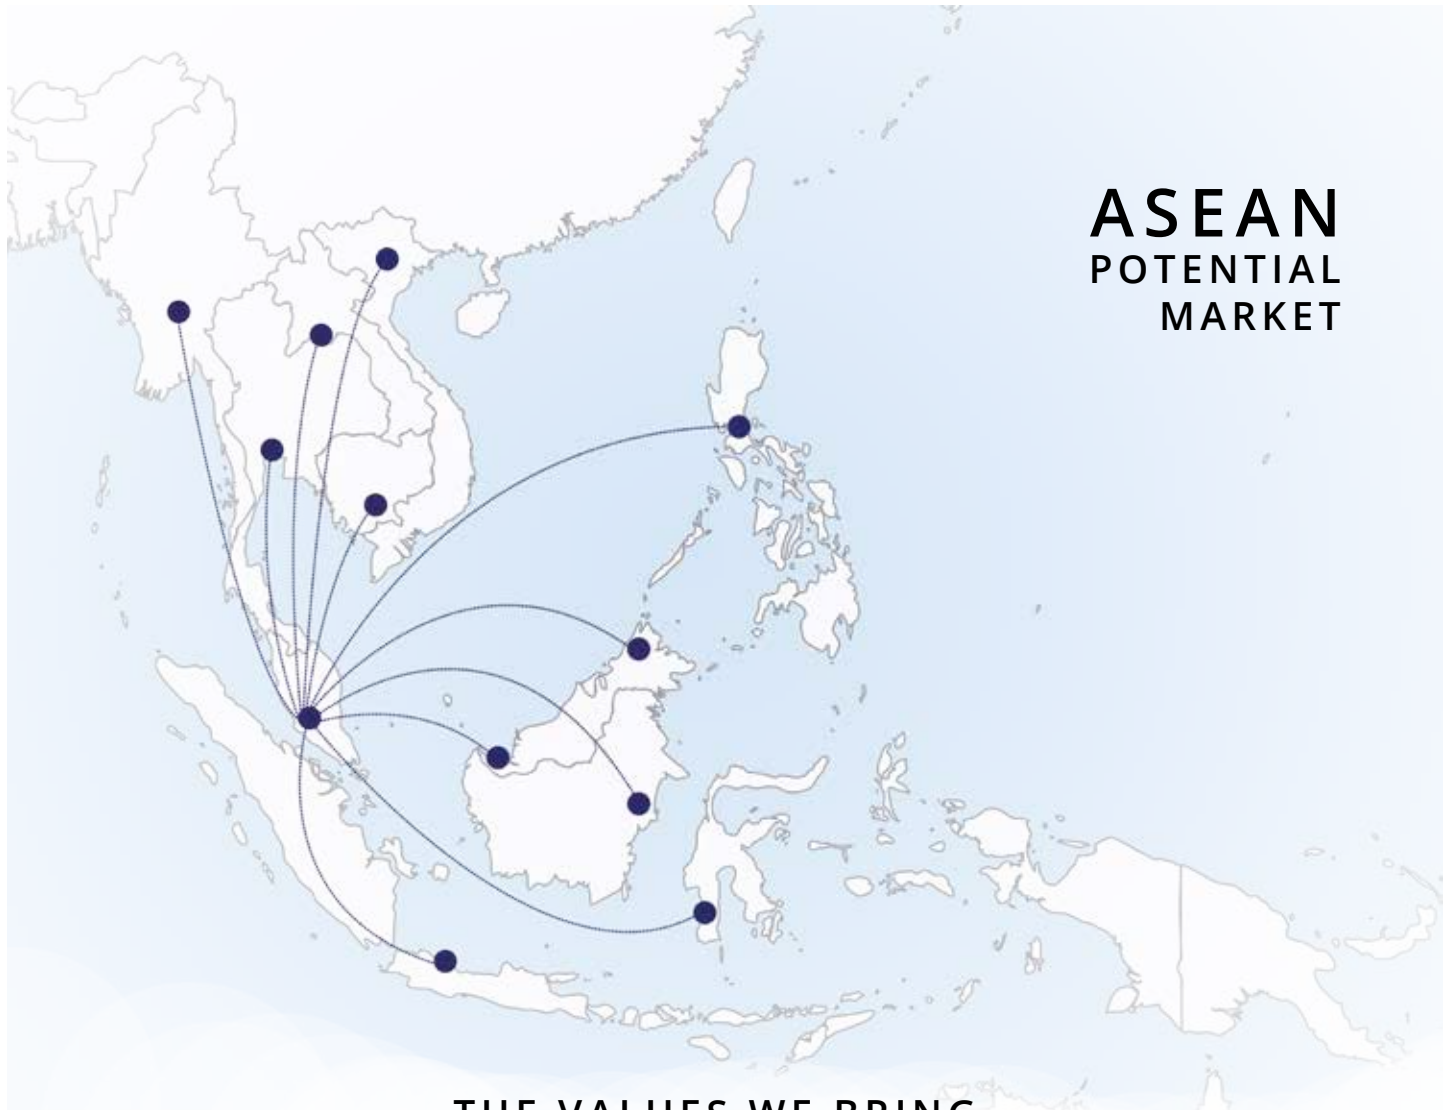 ASEAN
POTENTIAL
MARKET
THE VALUES WE BRING